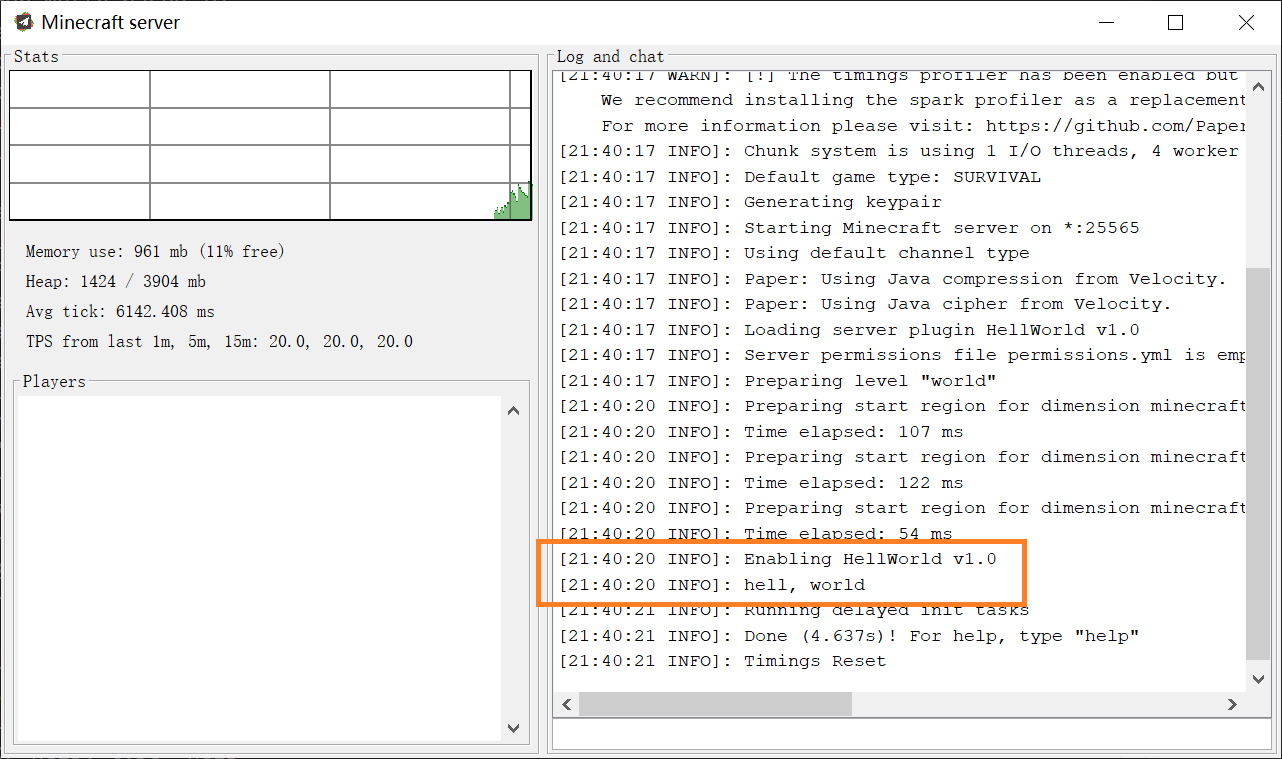 Minecraft server
Stats
Memory use: 961 mb (11% free)
Heap: 1424 / 3904 mb
Avg tick: 6142.408 ms
TPS from last 1m, 5m, 15m: 20.0, 20.0, 20.0
Players
Log and chat
[21:40:17 WARN]: [!] The timings profiler has been enabled but
We recommend installing the spark profiler as a replacement
For more information please visit: https://github.com/Paper
[21:40:17 INFO]: Chunk system is using 1 I/O threads, 4 worker
[21:40:17 INFO]: Default game type: SURVIVAL
[21:40:17 INFO]: Generating keypair
[21:40:17 INFO]: Starting Minecraft server on *:25565
[21:40:17 INFO]: Using default channel type
[21:40:17 INFO]: Paper: Using Java compression from Velocity.
[21:40:17 INFO]: Paper: Using Java cipher from Velocity.
[21:40:17 INFO]: Loading server plugin HellWorld v1.0
[21:40:17 INFO]: Server permissions file permissions.yml is emp
[21:40:17 INFO]: Preparing level "world"
[21:40:20 INFO]: Preparing start region for dimension minecraft
[21:40:20 INFO]: Time elapsed: 107 ms
[21:40:20 INFO]: Preparing start region for dimension minecraft
[21:40:20 INFO]: Time elapsed: 122 ms
[21:40:20 INFO]: Preparing start region for dimension minecraft
[21:40:20 INFO]: Time elapsed: 54 ms
[21:40:20 INFO]: Enabling HellWorld v1.0
[21:40:20 INFO]: hell, world
[21:40:21 INFO]: Running delayed init tasks
[21:40:21 INFO]: Done (4.637s)! For help, type "help"
[21:40:21 INFO]: Timings Reset